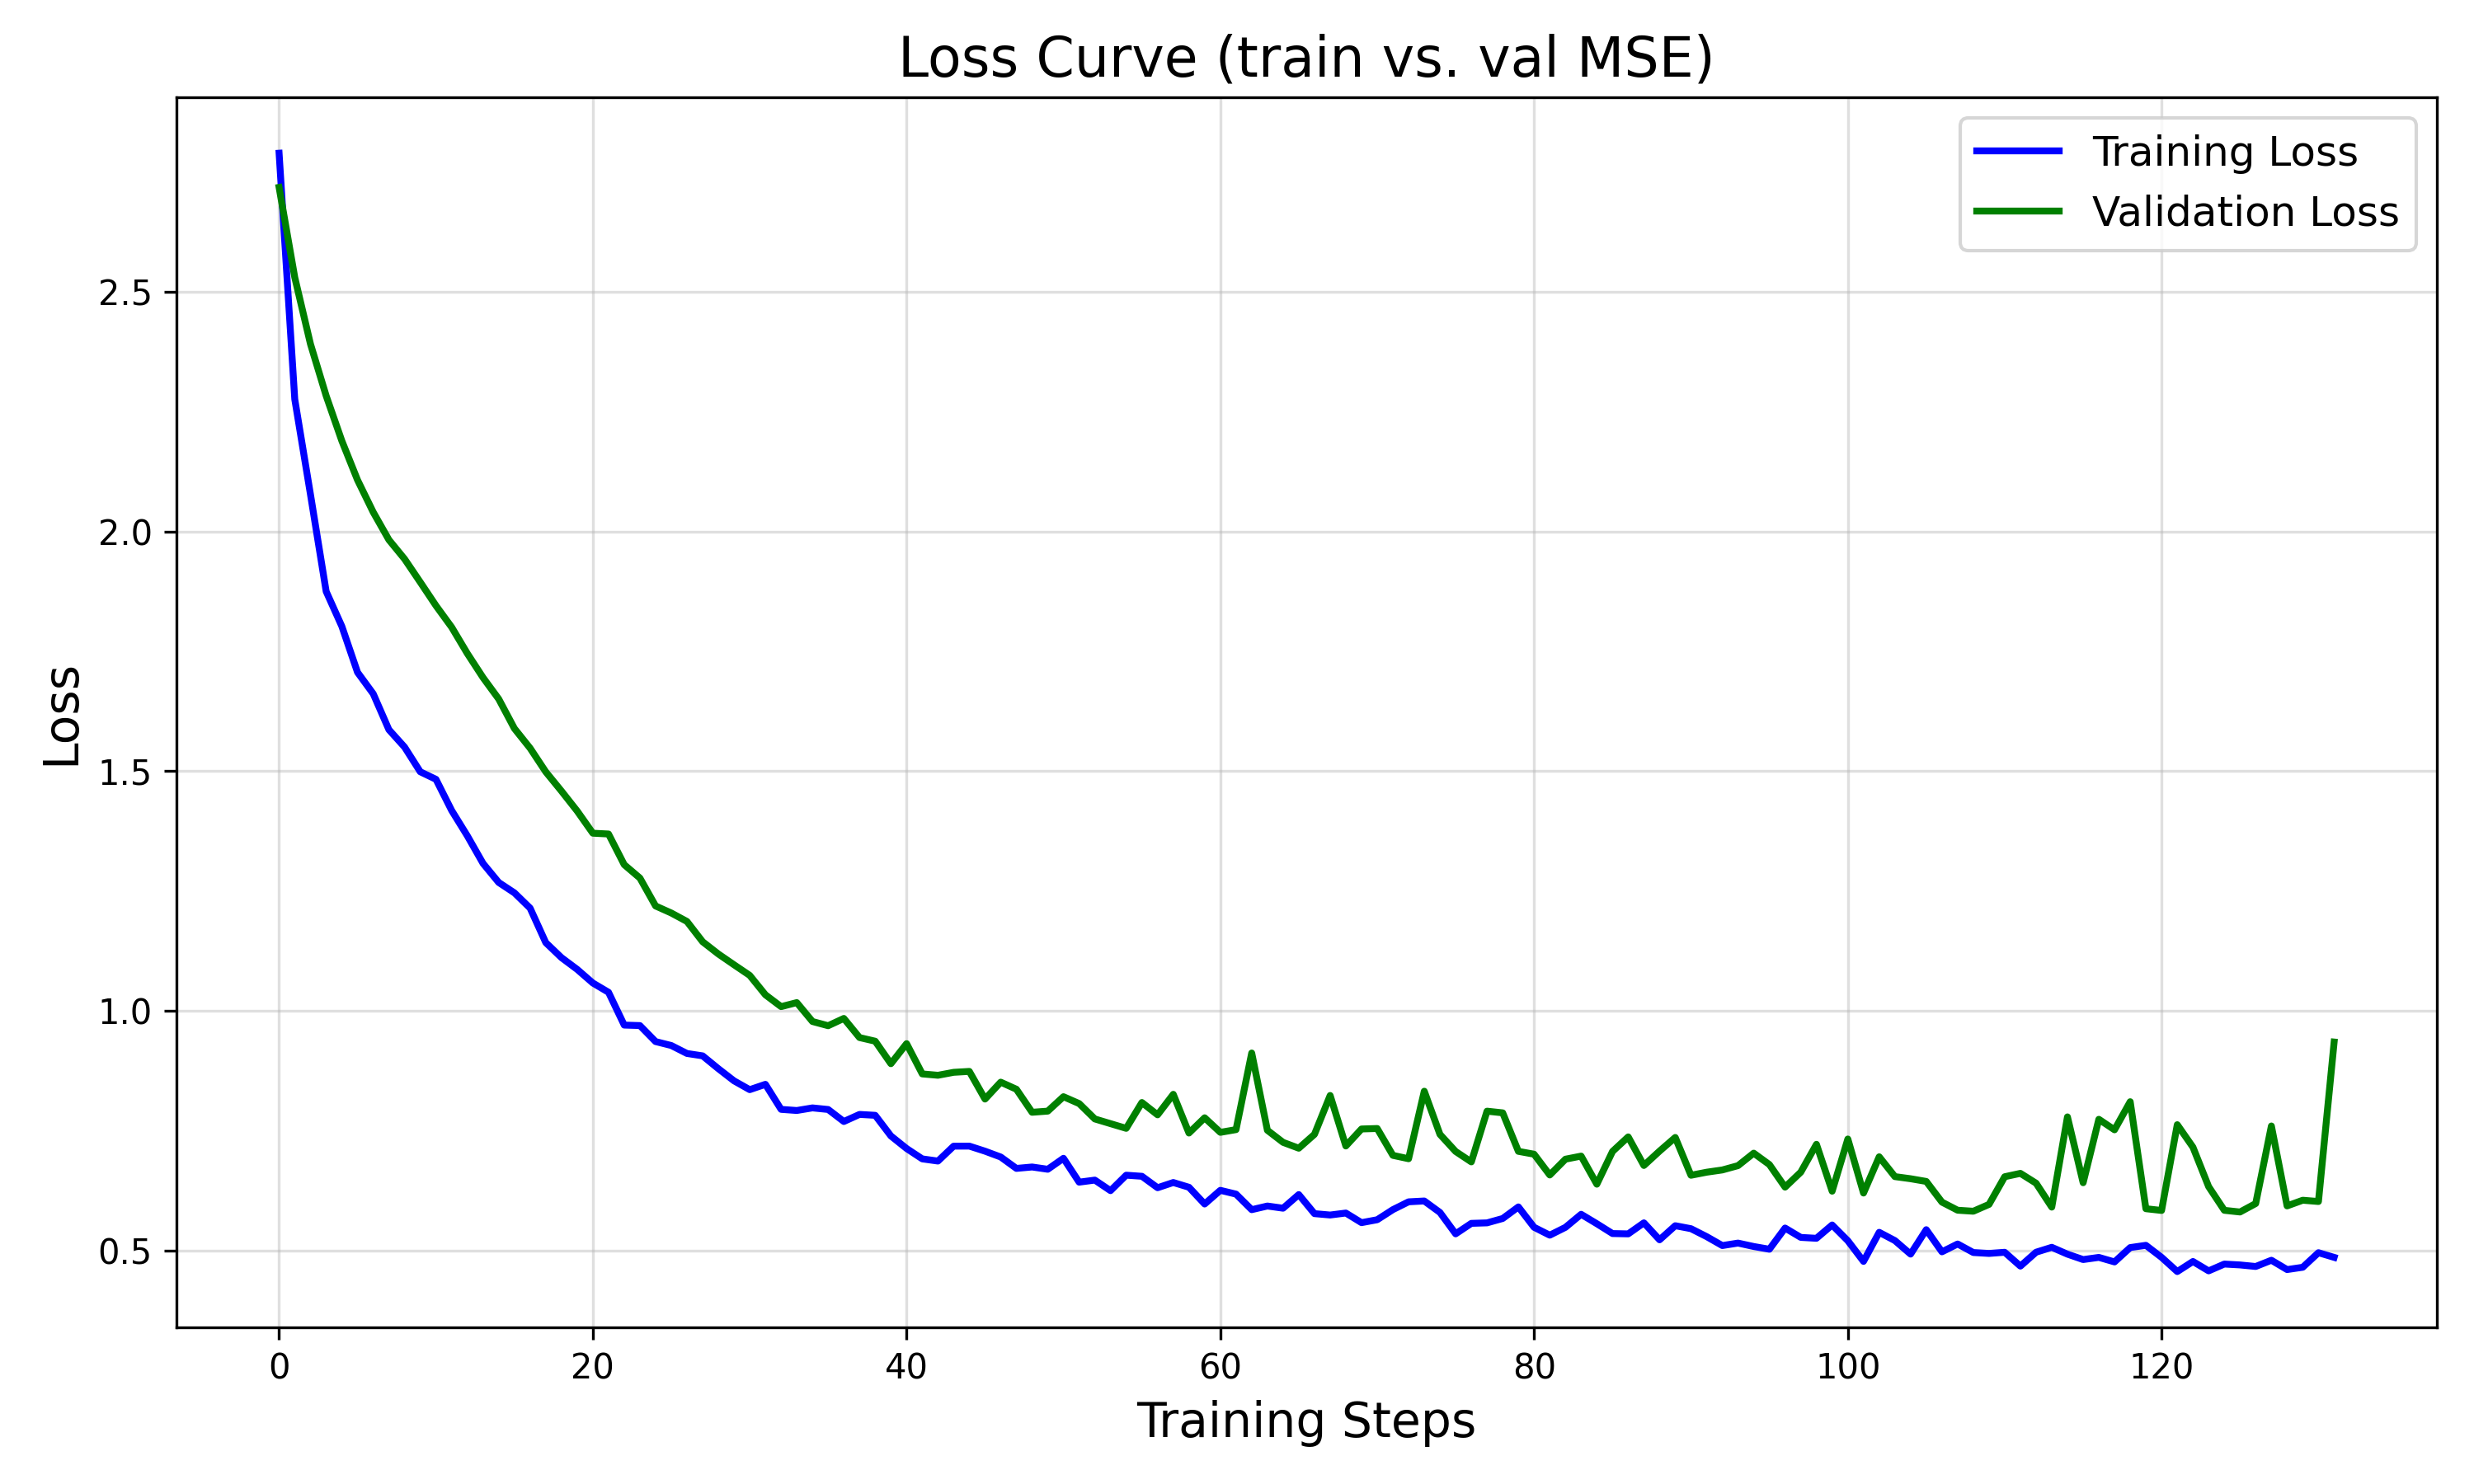 Loss Curve (train vs. val MSE)
Training Loss
Validation Loss
2.5
2.0
1.5
1.0
0.5
Loss
0 20 40 60 80 100 120
Training Steps